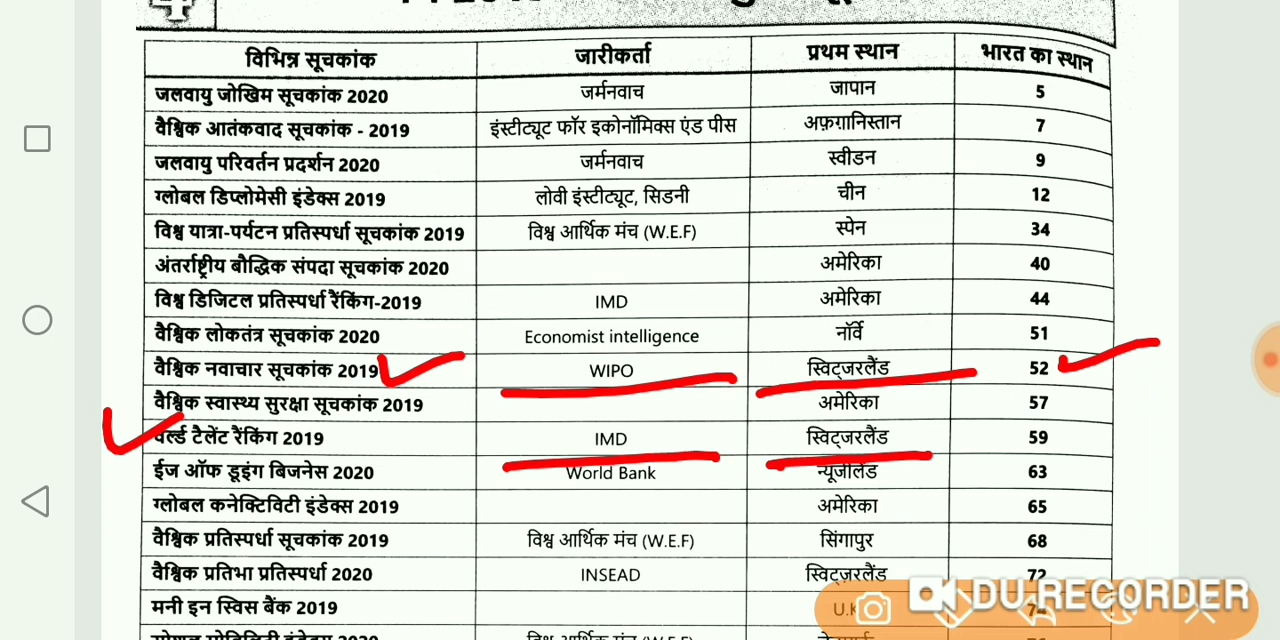 विभिन्न सूचकांक जारीकर्ता प्रथम स्थान भारत का स्थान
जलवायु जोखिम सूचकांक 2020 जर्मनवाच जापान 5
वैश्विक आतंकवाद सूचकांक - 2019 इंस्टीट्यूट फॉर इकोनॉमिक्स एंड पीस अफ़गानिस्तान 7
जलवायु परिवर्तन प्रदर्शन 2020 जर्मनवाच स्वीडन 9
ग्लोबल डिप्लोमेसी इंडेक्स 2019 लोवी इंस्टीट्यूट, सिडनी चीन 12
विश्व यात्रा-पर्यटन प्रतिस्पर्धा सूचकांक 2019 विश्व आर्थिक मंच (W.E.F) स्पेन 34
अंतर्राष्ट्रीय बौद्धिक संपदा सूचकांक 2020 अमेरिका 40
विश्व डिजिटल प्रतिस्पर्धा रैंकिंग-2019 IMD अमेरिका 44
वैश्विक लोकतंत्र सूचकांक 2020 Economist intelligence नॉर्वे 51
वैश्विक नवाचार सूचकांक 2019 WIPO स्विट्जरलैंड 52
वैश्विक स्वास्थ्य सुरक्षा सूचकांक 2019 अमेरिका 57
वर्ल्ड टैलेंट रैंकिंग 2019 IMD स्विट्जरलैंड 59
ईज ऑफ डूइंग बिजनेस 2020 World Bank न्यूजीलैंड 63
ग्लोबल कनेक्टिविटी इंडेक्स 2019 अमेरिका 65
वैश्विक प्रतिस्पर्धा सूचकांक 2019 विश्व आर्थिक मंच (W.E.F) सिंगापुर 68
वैश्विक प्रतिभा प्रतिस्पर्धा 2020 INSEAD स्विट्ज़रलैंड 72
मनी इन स्विस बैंक 2019 U.K
DU RECORDER